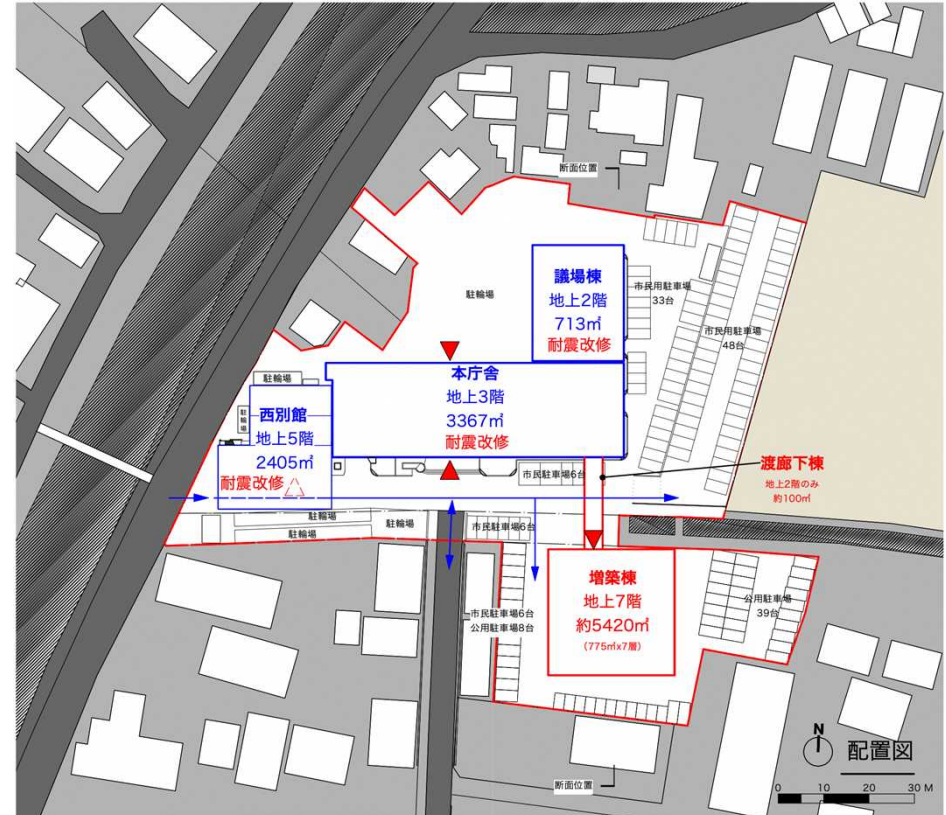 断面位置
議場棟
地上2階
713㎡
耐震改修
駐輪場
市民用駐車場
33台
市民用駐車場
48台
本庁舎
地上3階
3367㎡
耐震改修
駐輪場
駐輪場
西別館
地上5階
2405㎡
耐震改修
市民駐車場6台
渡廊下棟
地上2階のみ
約100㎡
駐輪場
駐輪場
駐輪場
市民駐車場6台
増築棟
地上7階
約5420㎡
(775㎡x7層)
市民駐車場6台
公用駐車場8台
公用駐車場
39台
N
配置図
断面位置
0 10 20 30 M